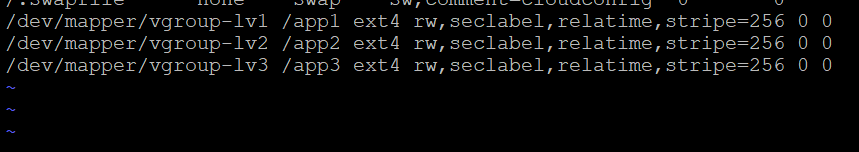 /.swapfile none swap sw,comment=cloudconfig 0 0
/dev/mapper/vgroup-lv1 /app1 ext4 rw,seclabel,relatime,stripe=256 0 0
/dev/mapper/vgroup-lv2 /app2 ext4 rw,seclabel,relatime,stripe=256 0 0
/dev/mapper/vgroup-lv3 /app3 ext4 rw,seclabel,relatime,stripe=256 0 0
~
~
~